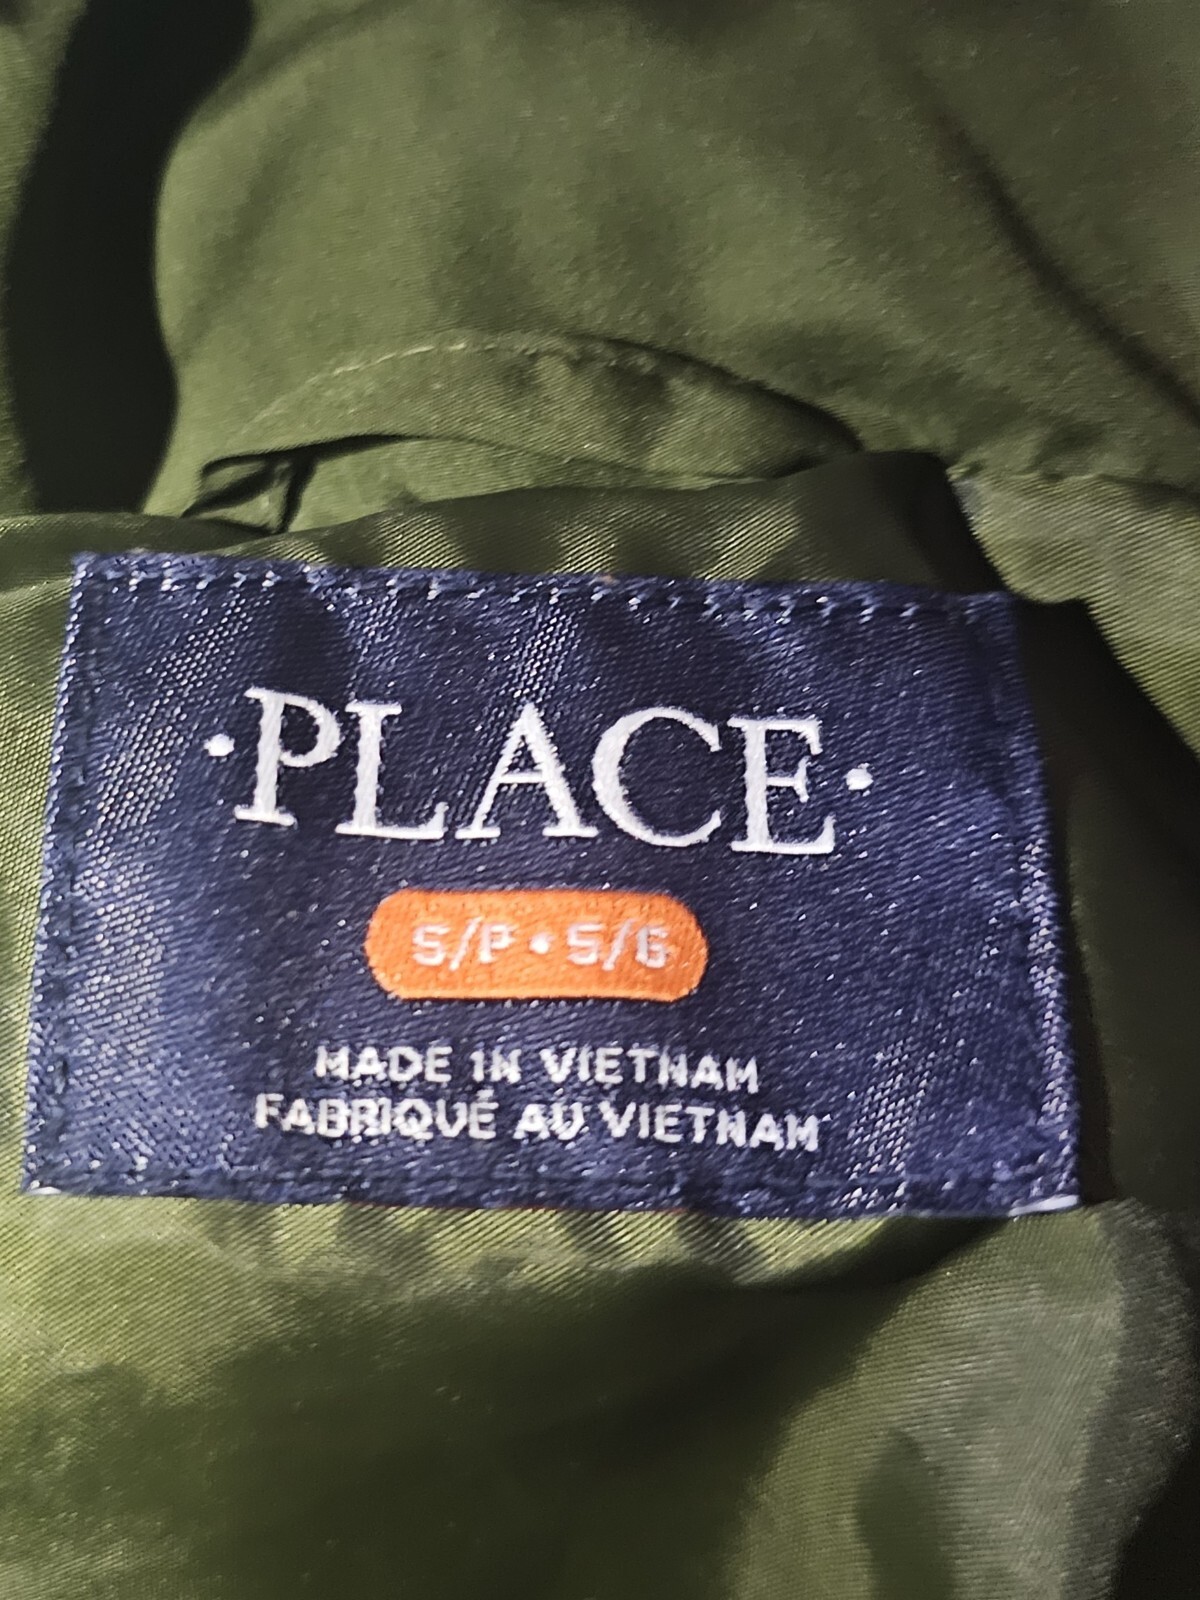 ·PLACE·
S/P • 5/6
MADE IN VIETNAM
FABRIQUÉ AU VIETNAM